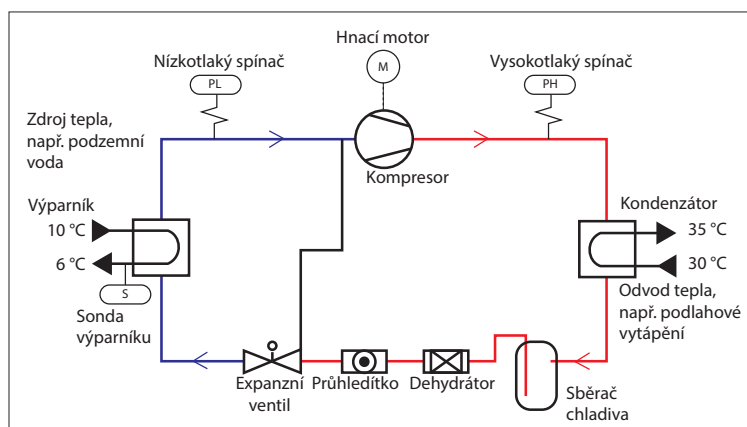 Hnací motor
M
Nízkotlaký spínač
PL
Vysokotlaký spínač
PH
Zdroj tepla,
např. podzemní
voda
Kompresor
Výparník
10 °C
6 °C
S
Sonda
výparníku
Kondenzátor
35 °C
30 °C
Odvod tepla,
např. podlahové
vytápění
Expanzní
ventil
Průhledítko
Dehydrátor
Sběrač
chladiva